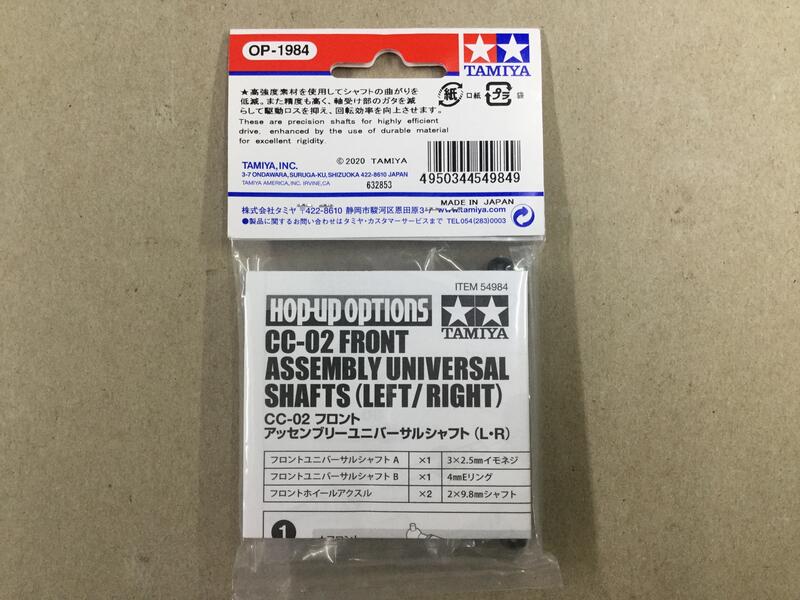 OP-1984
TAMIYA
★高強度素材を使用してシャフトの曲がりを
低減。また精度も高く、軸受け部のガタを減
らして駆動ロスを抑え、回転効率を向上させます。
These are precision shafts for highly efficient
drive, enhanced by the use of durable material
for excellent rigidity.
紙 口紙 プラ 袋
© 2020 TAMIYA
TAMIYA, INC.
3-7 ONDAWARA, SURUGA-KU, SHIZUOKA 422-8610 JAPAN
TAMIYA AMERICA, INC. IRVINE, CA
632853
4950344549849
MADE IN JAPAN
株式会社タミヤ 〒422-8610 静岡市駿河区恩田原3-7 www.tamiya.com
●製品に関するお問い合わせはタミヤ・カスタマーサービスまで TEL 054(283)0003
ITEM 54984
HOP-UP OPTIONS
TAMIYA
CC-02 FRONT
ASSEMBLY UNIVERSAL
SHAFTS (LEFT/RIGHT)
CC-02 フロント
アッセンブリーユニバーサルシャフト (L・R)
フロントユニバーサルシャフト A ×1 3×2.5mmイモネジ
フロントユニバーサルシャフト B ×1 4mmEリング
フロントホイールアクスル ×2 2×9.8mmシャフト
1